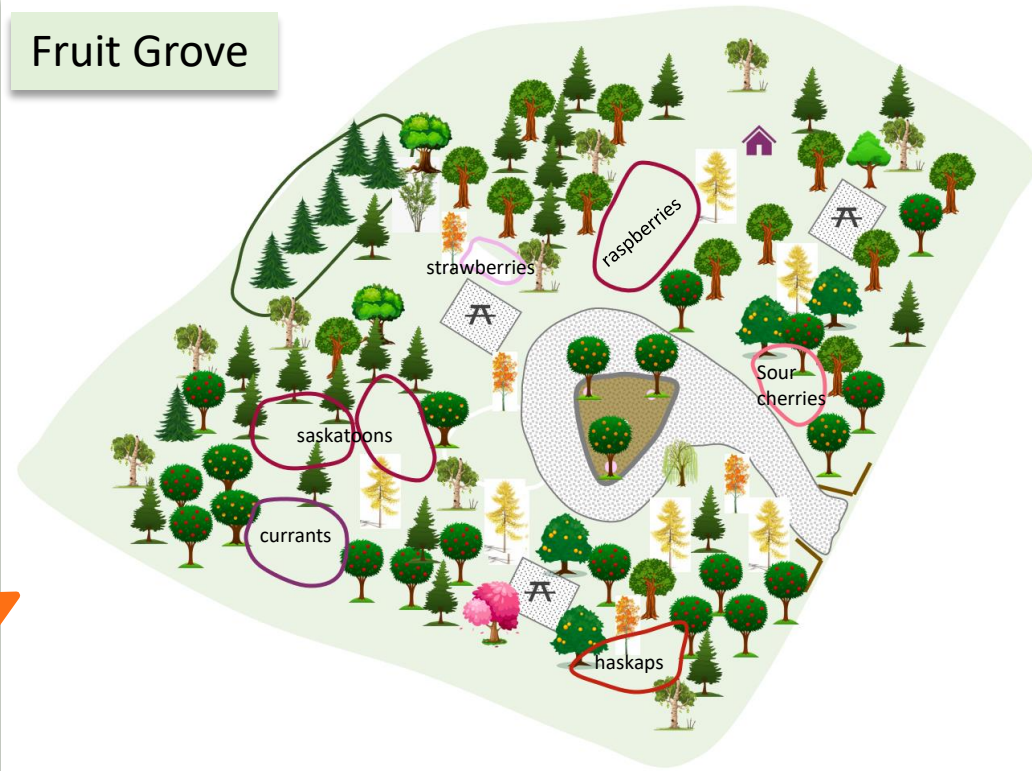 Fruit Grove
raspberries
strawberries
Sour
cherries
saskatoons
currants
haskaps